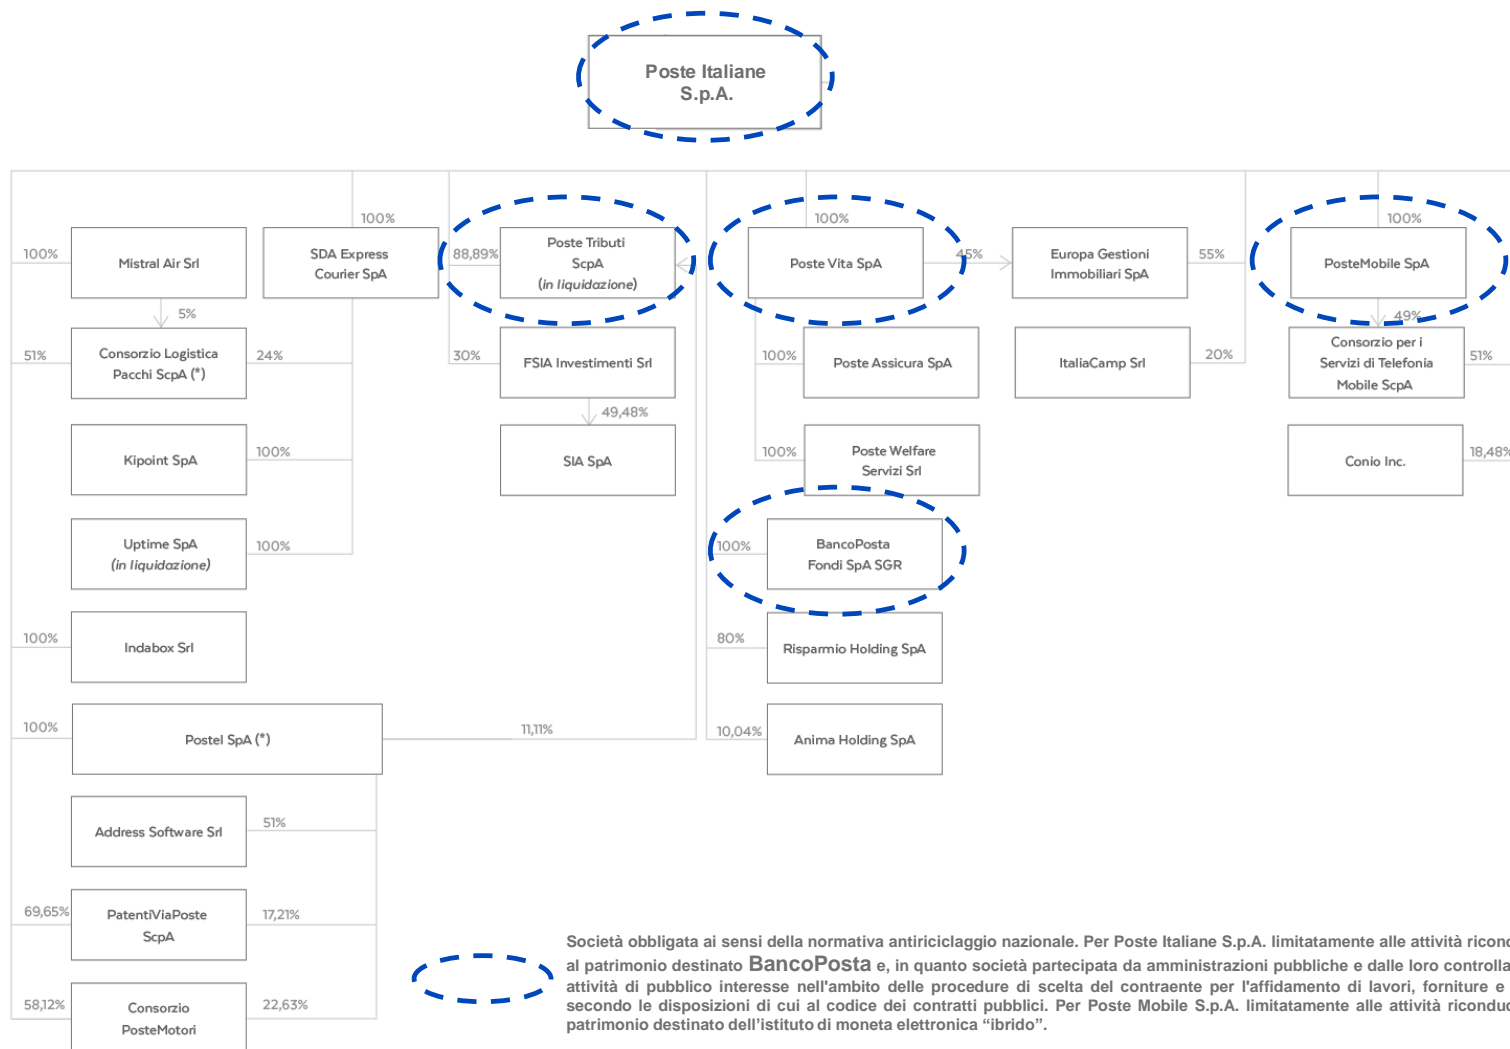 Poste Italiane
S.p.A.
100%
100%
100%
100%
Mistral Air Srl
SDA Express
Courier SpA
88,89%
Poste Tributi
ScpA
(in liquidazione)
Poste Vita SpA
45%
Europa Gestioni
Immobiliari SpA
55%
PosteMobile SpA
5%
49%
51%
Consorzio Logistica
Pacchi ScpA (*)
24%
30%
FSIA Investimenti Srl
100%
Poste Assicura SpA
ItaliaCamp Srl
20%
Consorzio per i
Servizi di Telefonia
Mobile ScpA
51%
49,48%
Kipoint SpA
100%
SIA SpA
100%
Poste Welfare
Servizi Srl
Conio Inc.
18,48%
Uptime SpA
(in liquidazione)
100%
100%
BancoPosta
Fondi SpA SGR
100%
Indabox Srl
80%
Risparmio Holding SpA
100%
Postel SpA (*)
11,11%
10,04%
Anima Holding SpA
Address Software Srl
51%
69,65%
PatentiViaPoste
ScpA
17,21%
58,12%
Consorzio
PosteMotori
22,63%
Società obbligata ai sensi della normativa antiriciclaggio nazionale. Per Poste Italiane S.p.A. limitatamente alle attività ricond
al patrimonio destinato BancoPosta e, in quanto società partecipata da amministrazioni pubbliche e dalle loro controlla
attività di pubblico interesse nell'ambito delle procedure di scelta del contraente per l'affidamento di lavori, forniture e
secondo le disposizioni di cui al codice dei contratti pubblici. Per Poste Mobile S.p.A. limitatamente alle attività riconduc
patrimonio destinato dell'istituto di moneta elettronica “ibrido”.